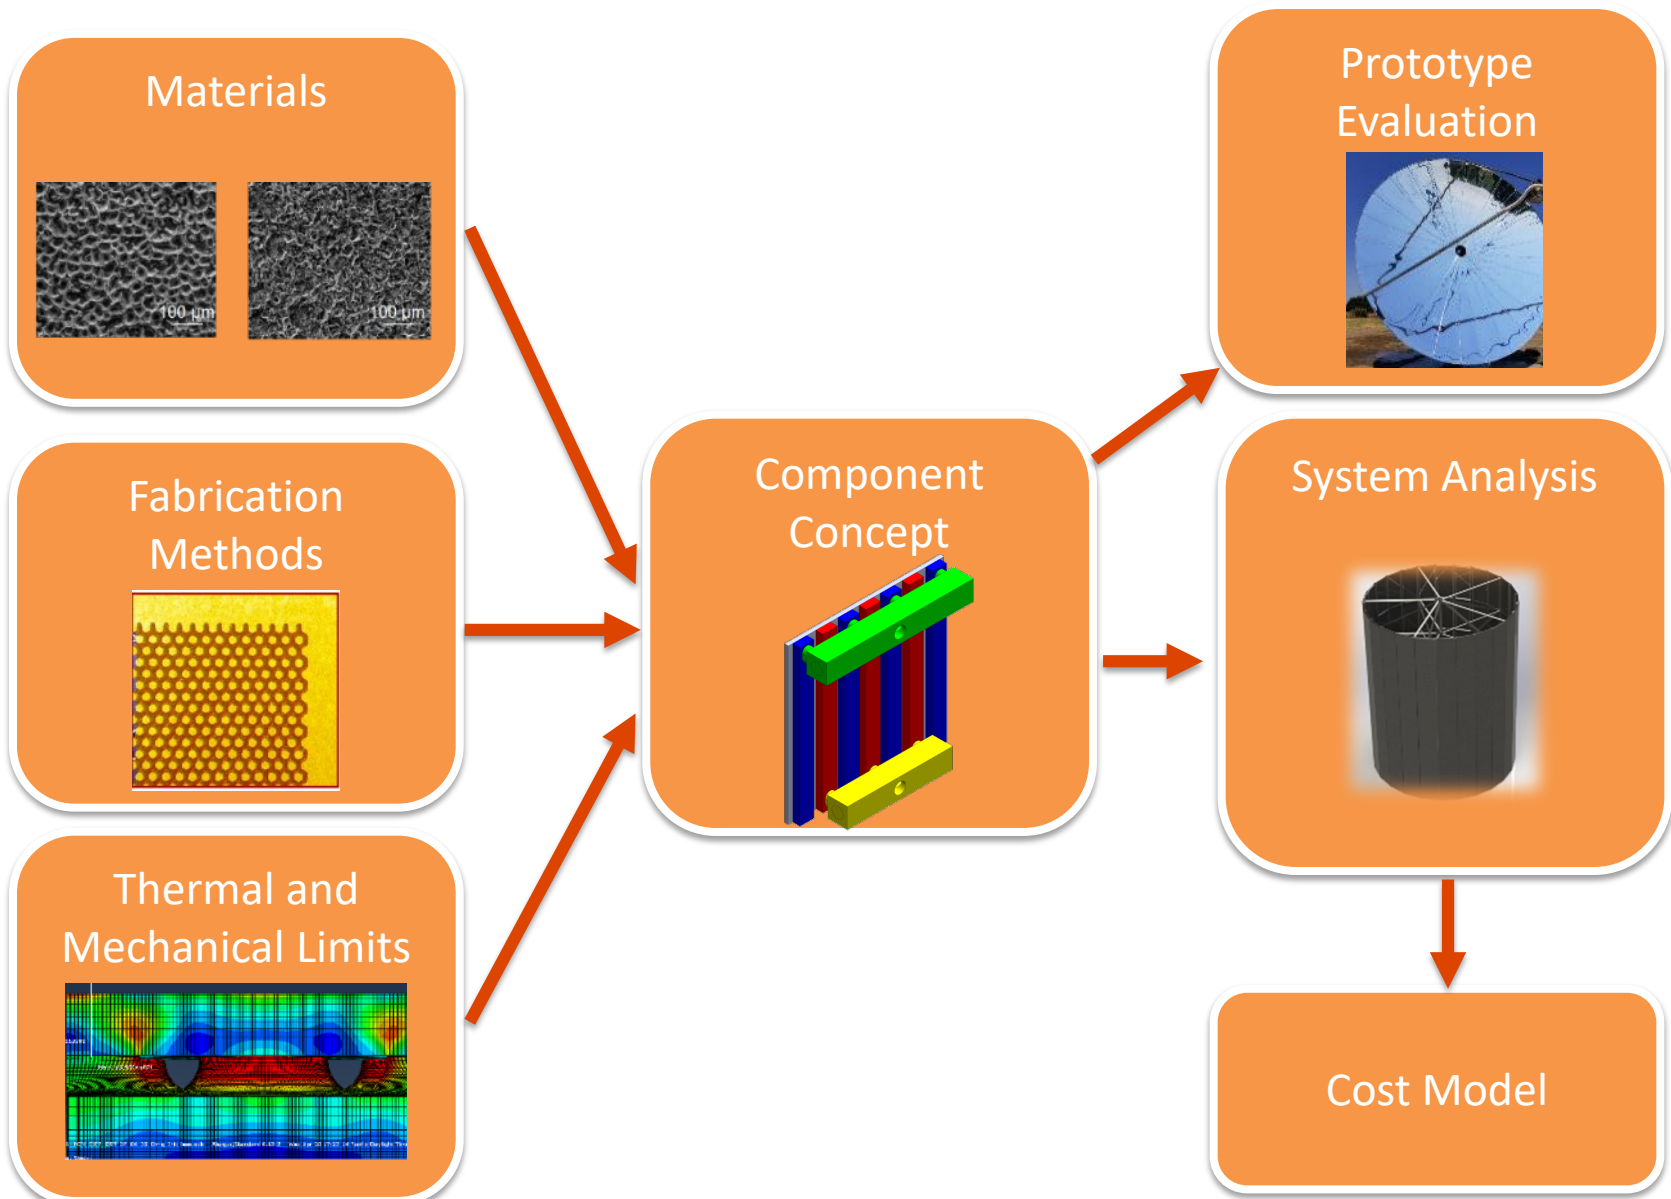 Materials
100 µm
100 µm
Fabrication
Methods
Thermal and
Mechanical Limits
Component
Concept
Prototype
Evaluation
System Analysis
Cost Model